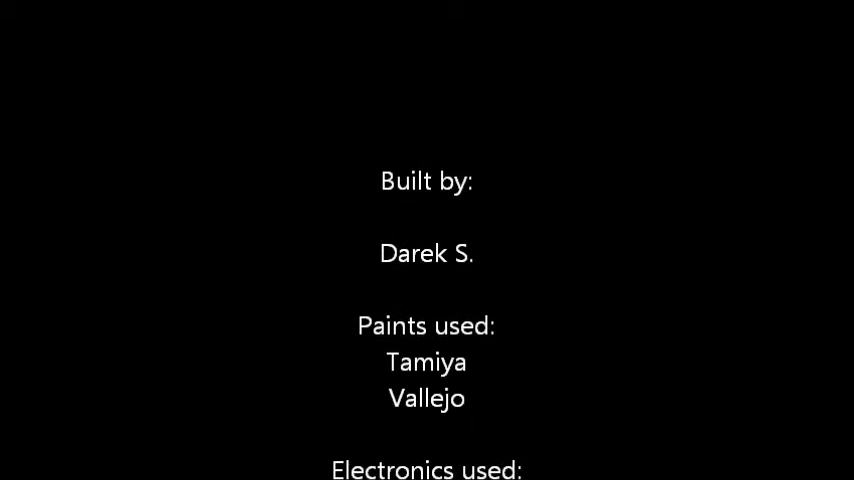 Built by:
Darek S.
Paints used:
Tamiya
Vallejo
Electronics used: